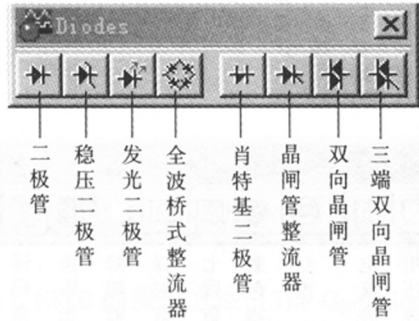 Diodes
二极管
稳压二极管
发光二极管
全波桥式整流器
肖特基二极管
晶闸管整流器
双向晶闸管
三端双向晶闸管